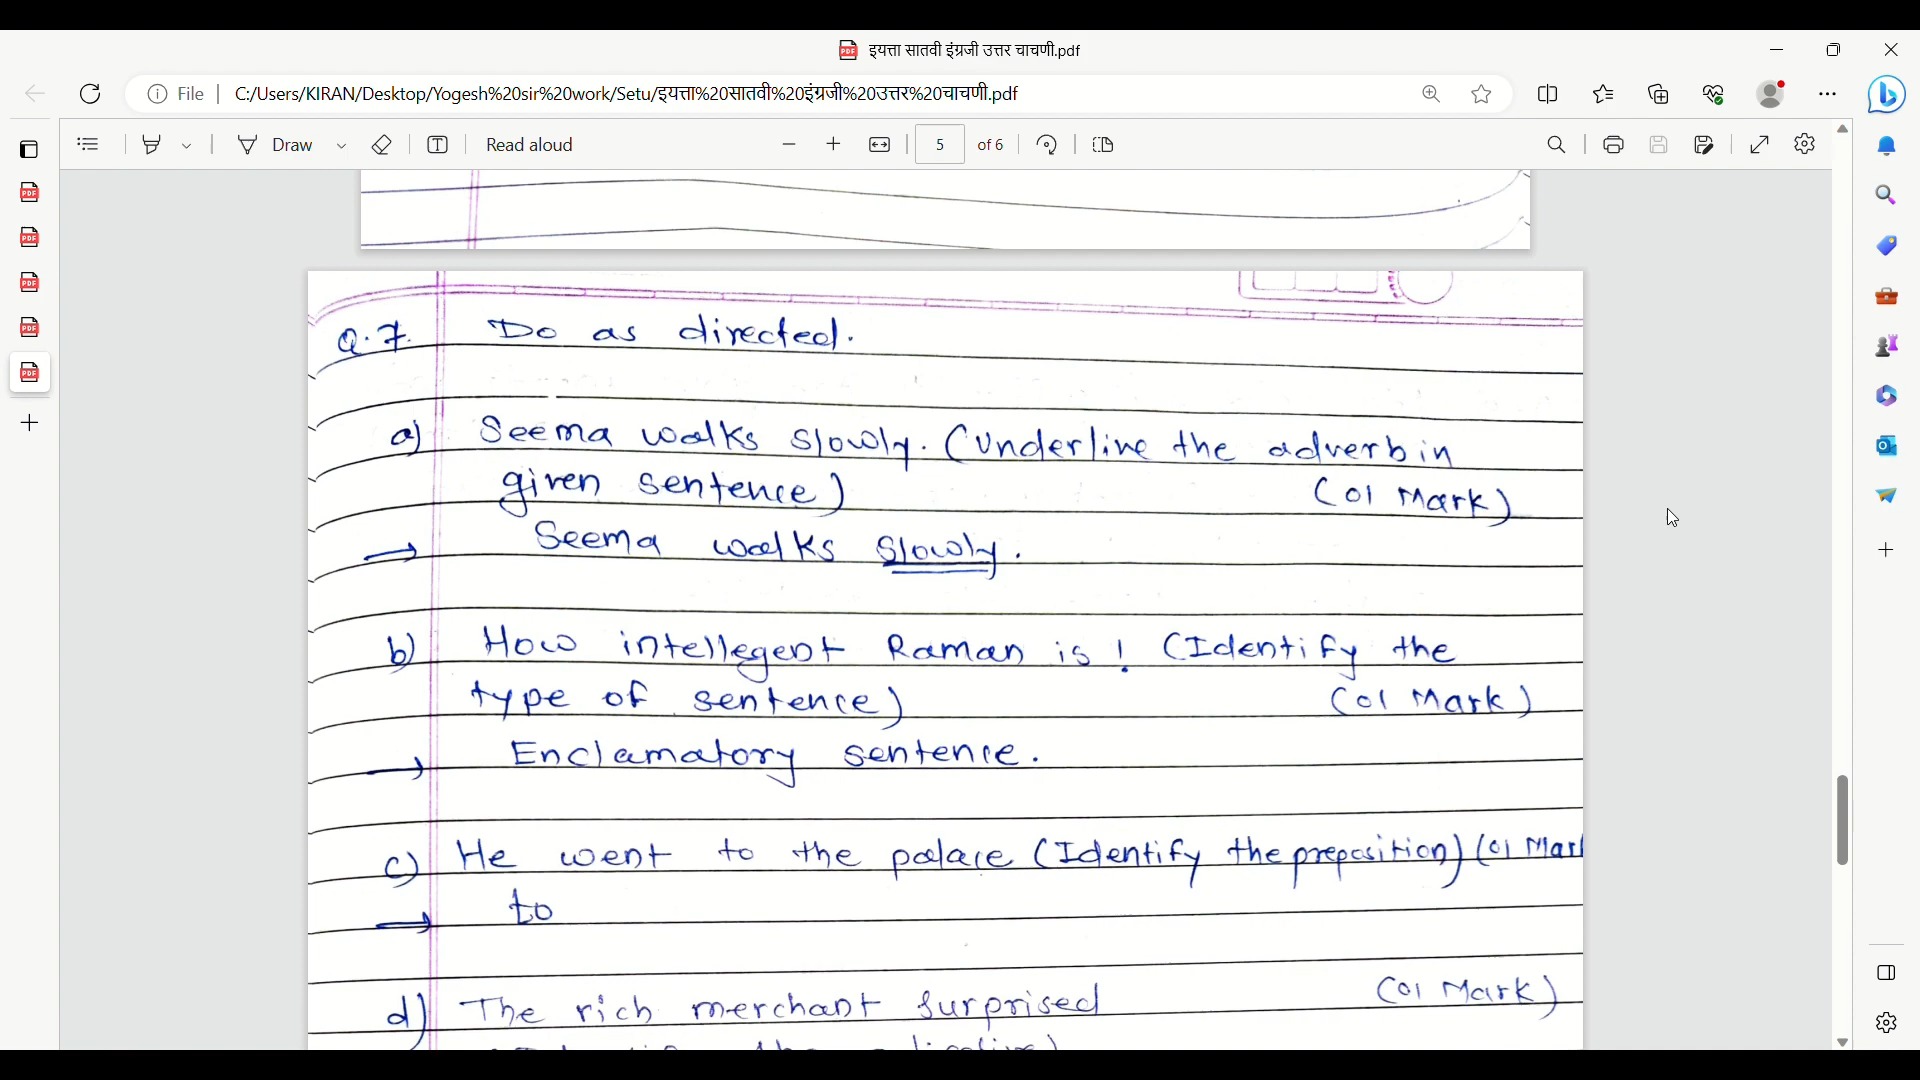 इयत्ता सातवी इंग्रजी उत्तर चाचणी.pdf
File | C:/Users/KIRAN/Desktop/Yogesh%20sir%20work/Setu/इयत्ता%20सातवी%20इंग्रजी%20उत्तर%20चाचणी.pdf
Draw Read aloud 5 of 6
Q.7. Do as directed.
a) Seema walks slowly. (Underline the adverb in
given sentence) (01 Mark)
→ Seema walks slowly.
b) How intellegent Raman is! (Identify the
type of sentence) (01 Mark)
→ Enclamatory sentence.
c) He went to the palace (Identify the preposition) (01 Mark
→ to
d) The rich merchant surprised (01 Mark)